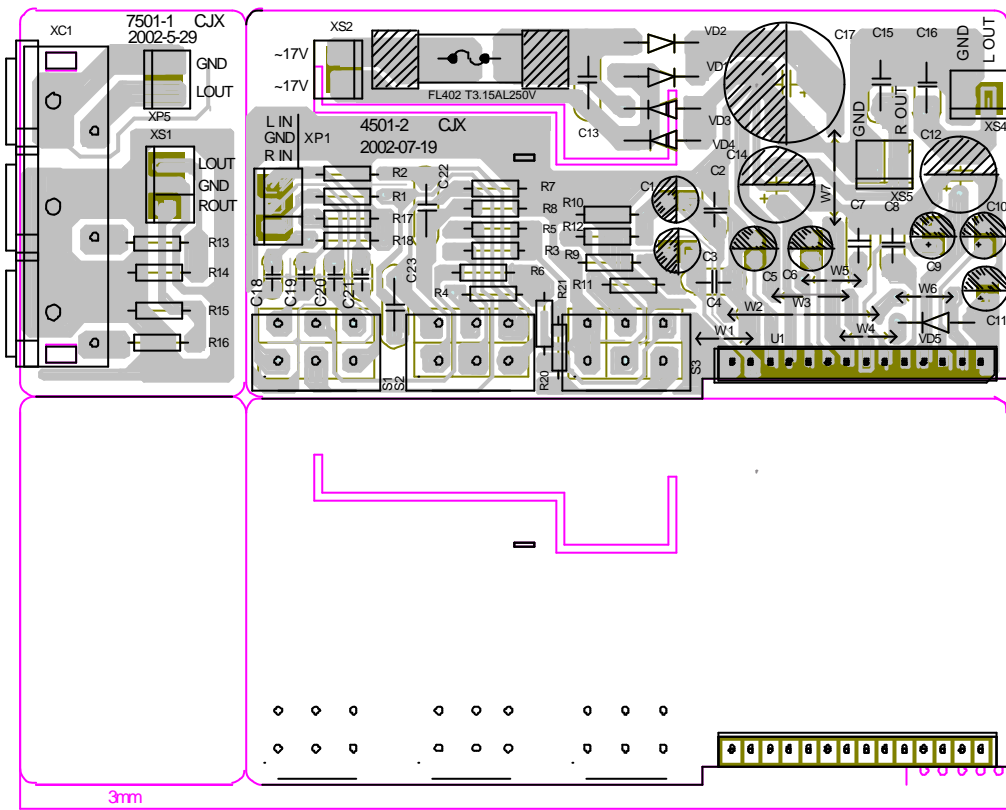 7501-1 CJX
2002-5-29
XC1
GND
LOUT
XP5
XS1
LOUT
GND
ROUT
R13
R14
R15
R16
XS2
~17V
~17V
FL402 T3.15AL250V
L IN
GND
R IN
XP1
4501-2 CJX
2002-07-19
C13
VD2
VD1
VD3
VD4
C17
C15
C16
GND
L OUT
XS4
GND
R OUT
XS5
C12
C14
W7
R2
R1
R17
R18
C22
C23
R7
R8
R5
R3
R6
R4
R10
R12
R9
R11
C1
C2
C3
C4
C5
C6
C7
C8
C9
C10
C11
W5
W2
W3
W6
W1
W4
VD5
U1
C18
C19
C20
C21
S1
S2
R21
R20
S3
3mm